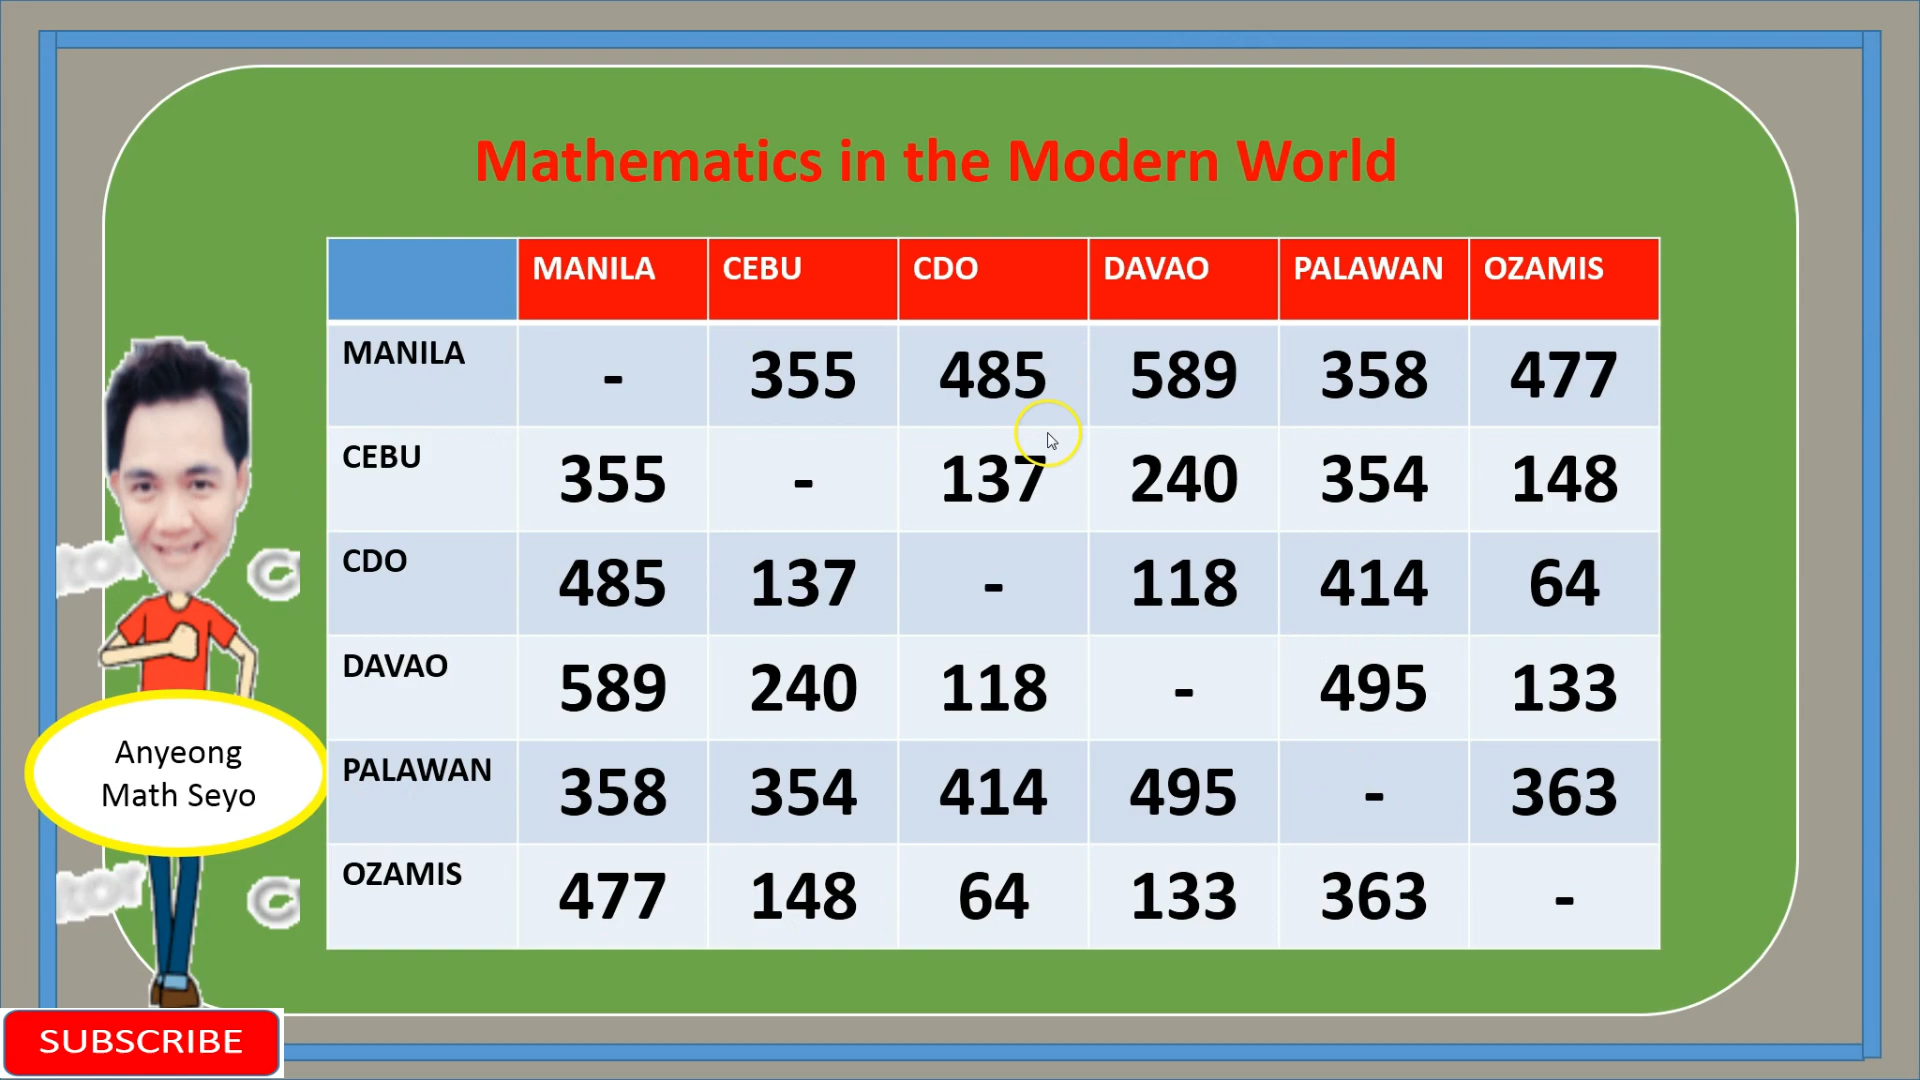 Mathematics in the Modern World
MANILA CEBU CDO DAVAO PALAWAN OZAMIS
MANILA - 355 485 589 358 477
CEBU 355 - 137 240 354 148
CDO 485 137 - 118 414 64
DAVAO 589 240 118 - 495 133
PALAWAN 358 354 414 495 - 363
OZAMIS 477 148 64 133 363 -
Anyeong
Math Seyo
SUBSCRIBE